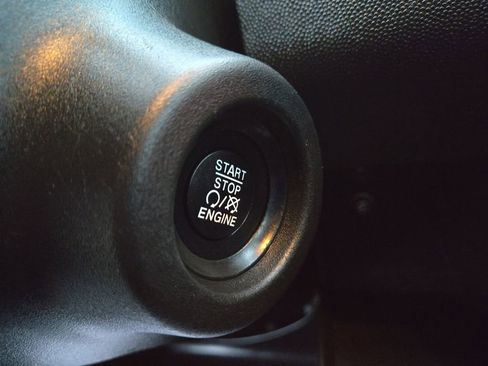 START
STOP
/
ENGINE